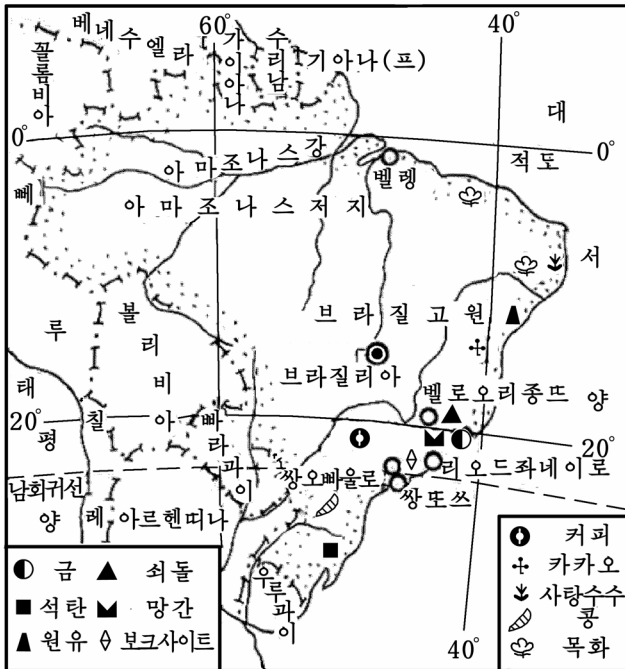 60°
40°
베네수엘라
가이아나
수리남
기아나(프)
꼴롬비아
대
0°
0°
적도
아마조나스강
벨렝
뻬
아마조나스저지
서
루
볼리비아
브라질고원
브라질리아
벨로오리종뜨
양
태평
20°
칠
빠라과이
20°
쌍오빠울로
리오드좌네이로
쌍또쓰
남회귀선
양
레
아르헨띠나
우루과이
40°
금
쇠돌
석탄
망간
원유
보크사이트
커피
카카오
사탕수수
콩
목화